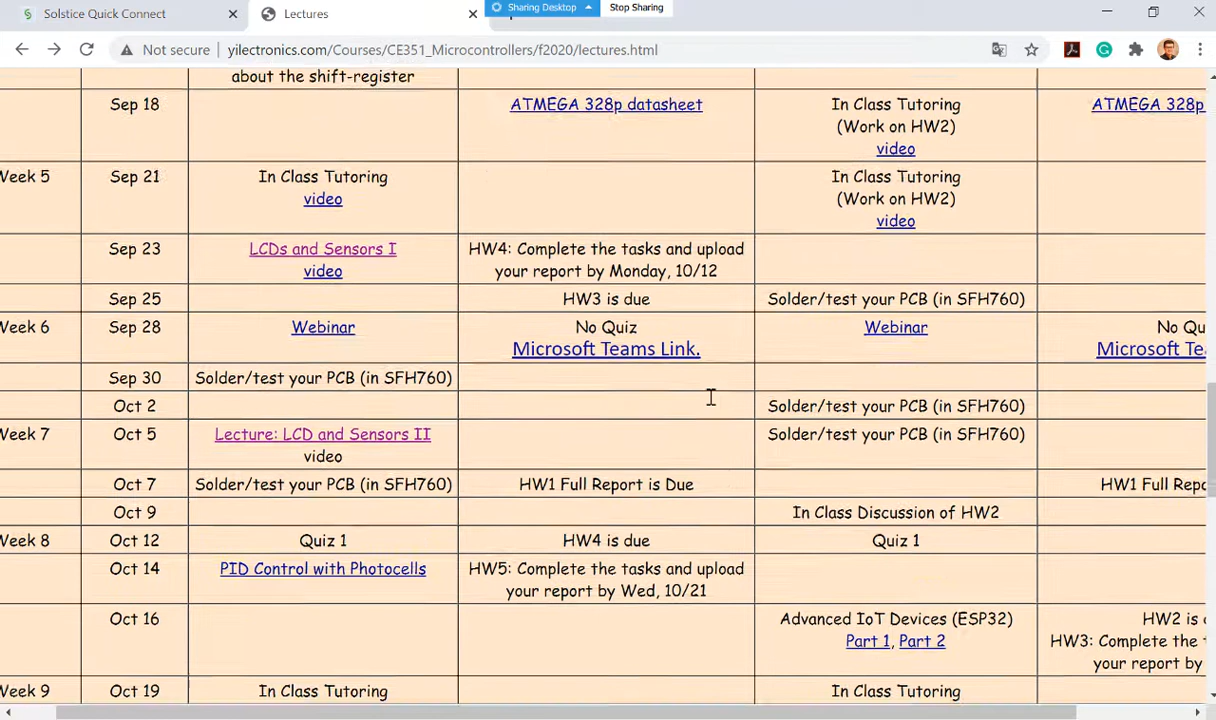 Solstice Quick Connect
Lectures
Sharing Desktop
Stop Sharing
Not secure
yilectronics.com/Courses/CE351_Microcontrollers/f2020/lectures.html
about the shift-register
Sep 18
ATMEGA 328p datasheet
In Class Tutoring
(Work on HW2)
video
ATMEGA 328p
Week 5
Sep 21
In Class Tutoring
video
In Class Tutoring
(Work on HW2)
video
Sep 23
LCDs and Sensors I
video
HW4: Complete the tasks and upload
your report by Monday, 10/12
Sep 25
HW3 is due
Solder/test your PCB (in SFH760)
Week 6
Sep 28
Webinar
No Quiz
Microsoft Teams Link.
Webinar
No Qu
Microsoft Te
Sep 30
Solder/test your PCB (in SFH760)
Oct 2
Solder/test your PCB (in SFH760)
Week 7
Oct 5
Lecture: LCD and Sensors II
video
Solder/test your PCB (in SFH760)
Oct 7
Solder/test your PCB (in SFH760)
HW1 Full Report is Due
HW1 Full Repo
Oct 9
In Class Discussion of HW2
Week 8
Oct 12
Quiz 1
HW4 is due
Quiz 1
Oct 14
PID Control with Photocells
HW5: Complete the tasks and upload
your report by Wed, 10/21
Oct 16
Advanced IoT Devices (ESP32)
Part 1, Part 2
HW2 is
HW3: Complete the
your report by
Week 9
Oct 19
In Class Tutoring
In Class Tutoring